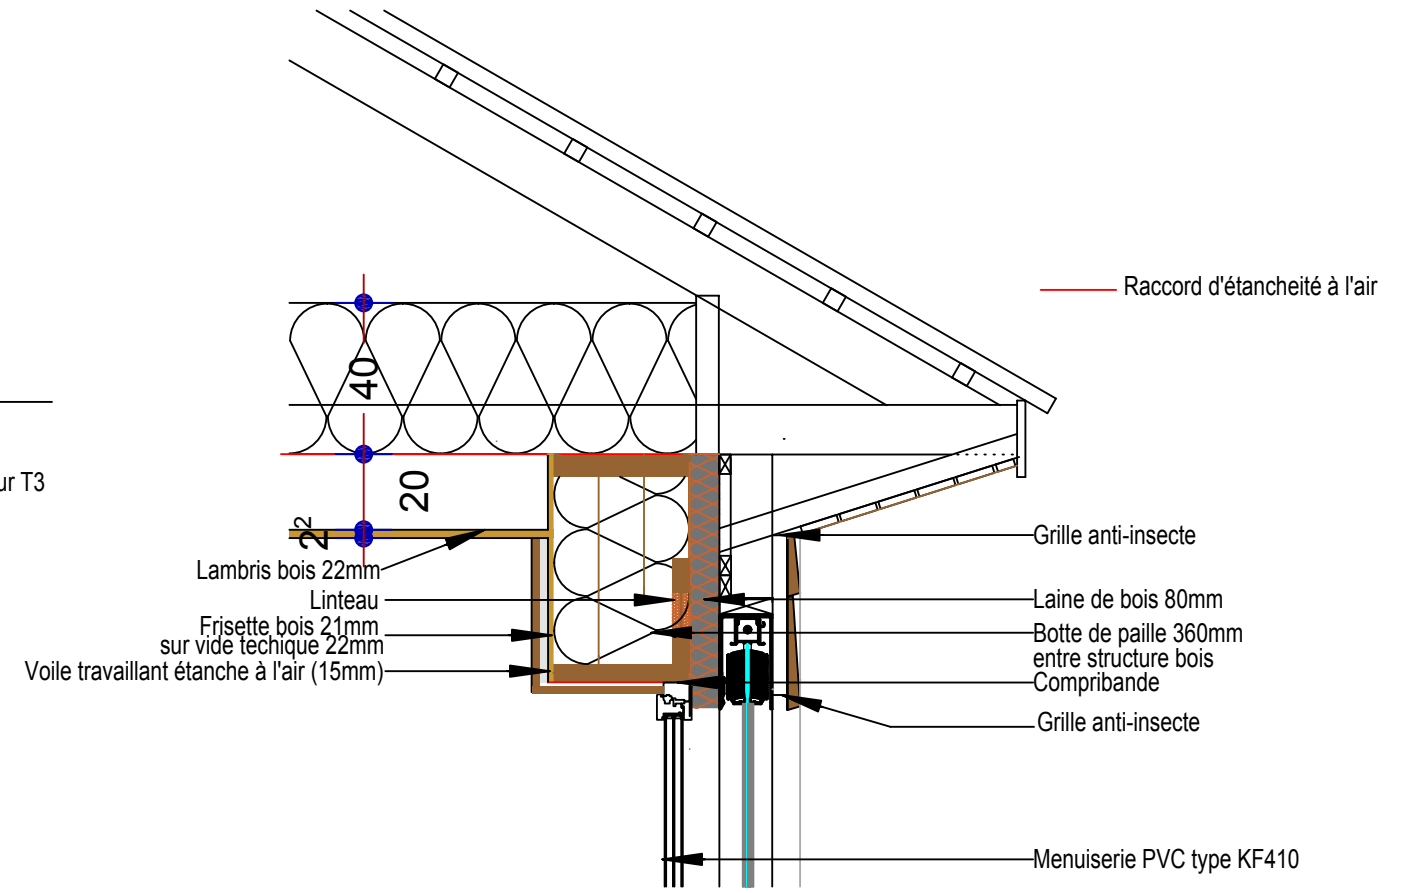 Raccord d'étancheité à l'air
40
20
ur T3
2²
Grille anti-insecte
Lambris bois 22mm
Linteau
Laine de bois 80mm
Frisette bois 21mm
sur vide techique 22mm
Botte de paille 360mm
entre structure bois
Voile travaillant étanche à l'air (15mm)
Compribande
Grille anti-insecte
Menuiserie PVC type KF410